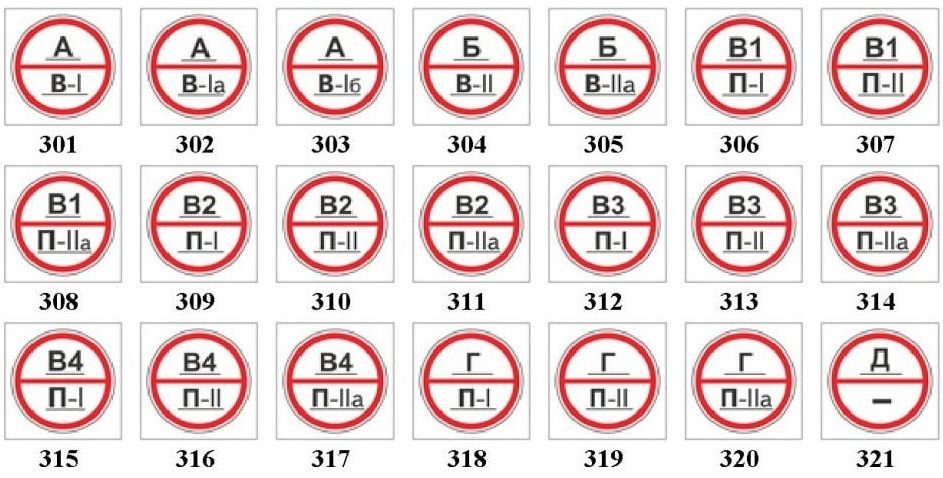 А А А Б Б В1 В1
В-I В-Iа В-Iб В-II В-IIа П-I П-II
301 302 303 304 305 306 307
В1 В2 В2 В2 В3 В3 В3
П-IIа П-I П-II П-IIа П-I П-II П-IIа
308 309 310 311 312 313 314
В4 В4 В4 Г Г Г Д
П-I П-II П-IIа П-I П-II П-IIа –
315 316 317 318 319 320 321